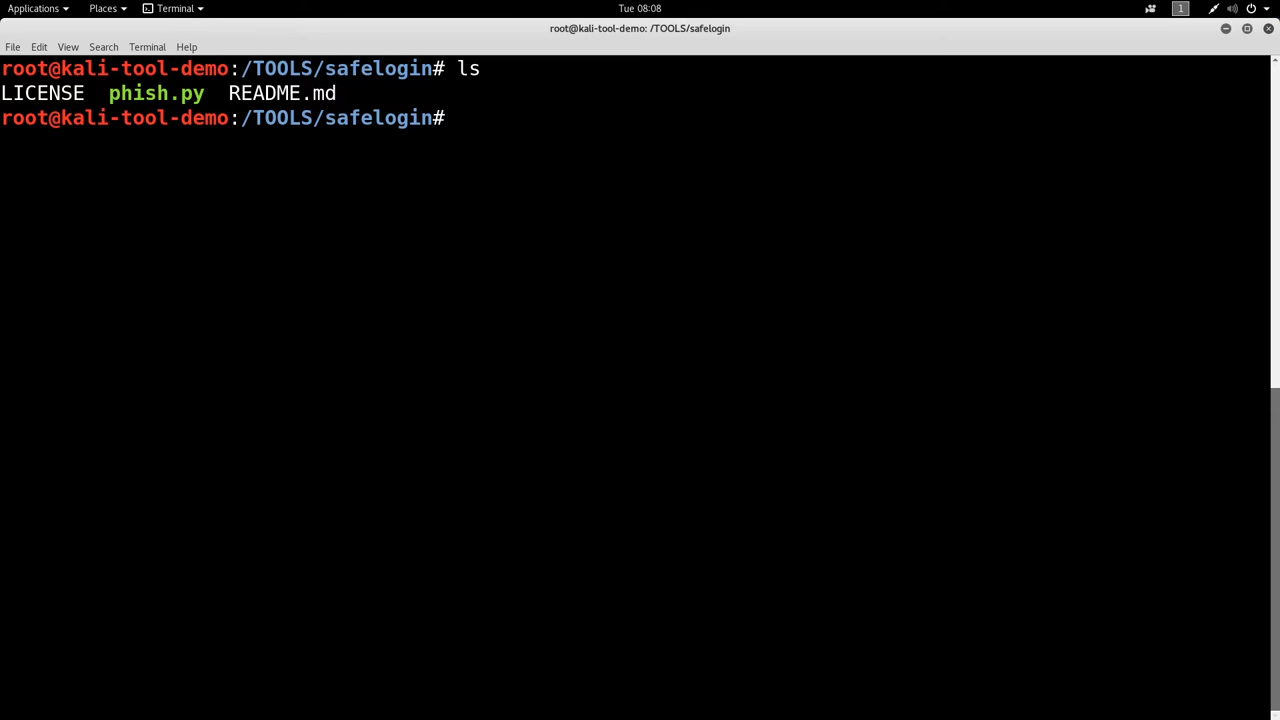 Applications Places Terminal Tue 08:08 1
root@kali-tool-demo: /TOOLS/safelogin
File Edit View Search Terminal Help
root@kali-tool-demo:/TOOLS/safelogin# ls
LICENSE phish.py README.md
root@kali-tool-demo:/TOOLS/safelogin#